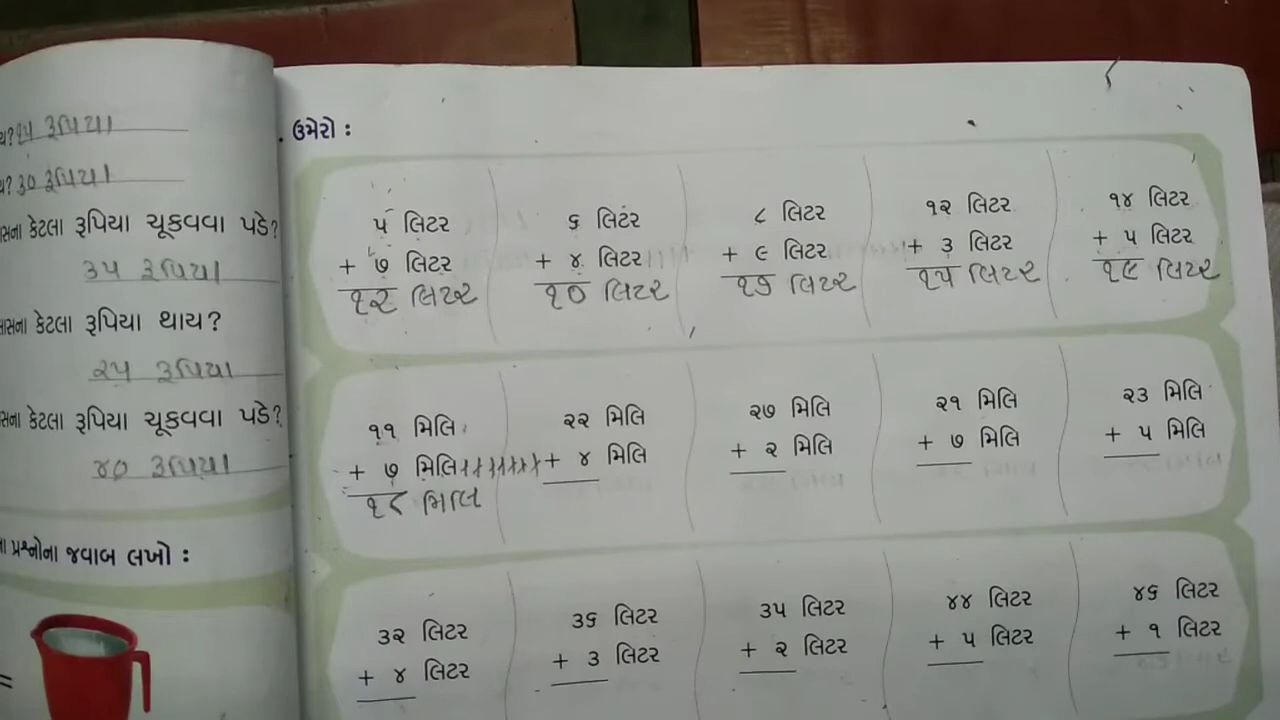 થ? ૧૫ રૂપિયા
થ? ૩૦ રૂપિયા
સના કેટલા રૂપિયા ચૂકવવા પડે?
૩૫ રૂપિયા
સના કેટલા રૂપિયા થાય?
૨૫ રૂપિયા
સના કેટલા રૂપિયા ચૂકવવા પડે?
૪૦ રૂપિયા
પ્રશ્નોના જવાબ લખો :
=
. ઉમેરો :
૫ લિટર ૬ લિટર ૮ લિટર ૧૨ લિટર ૧૪ લિટર
+ ૭ લિટર + ૪ લિટર + ૯ લિટર + ૩ લિટર + ૫ લિટર
૧૨ લિટર ૧૦ લિટર ૧૭ લિટર ૧૫ લિટર ૧૯ લિટર
૧૧ મિલિ ૨૨ મિલિ ૨૭ મિલિ ૨૧ મિલિ ૨૩ મિલિ
+ ૭ મિલિ + ૪ મિલિ + ૨ મિલિ + ૭ મિલિ + ૫ મિલિ
૧૮ મિલિ
૩૨ લિટર ૩૬ લિટર ૩૫ લિટર ૪૪ લિટર ૪૬ લિટર
+ ૪ લિટર + ૩ લિટર + ૨ લિટર + ૫ લિટર + ૧ લિટર